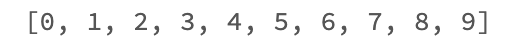 [0, 1, 2, 3, 4, 5, 6, 7, 8, 9]